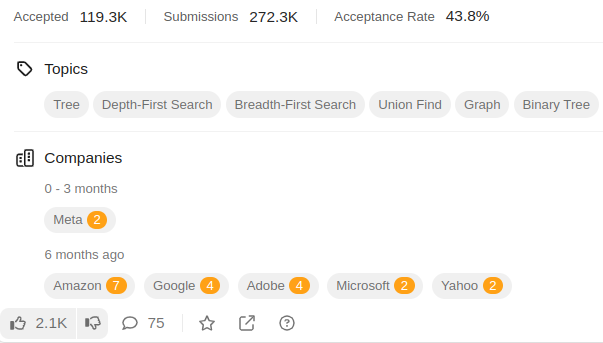 Accepted 119.3K Submissions 272.3K Acceptance Rate 43.8%
Topics
Tree Depth-First Search Breadth-First Search Union Find Graph Binary Tree
Companies
0 - 3 months
Meta 2
6 months ago
Amazon 7 Google 4 Adobe 4 Microsoft 2 Yahoo 2
2.1K 75